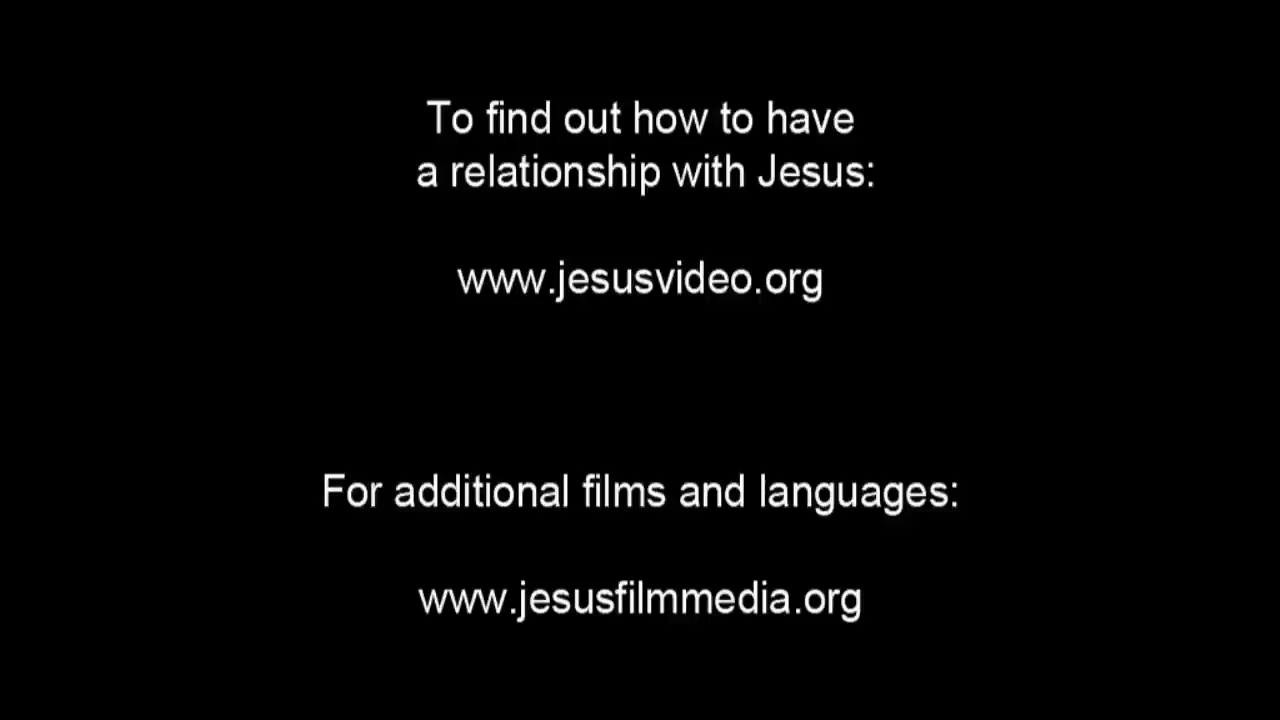 To find out how to have
a relationship with Jesus:
www.jesusvideo.org
For additional films and languages:
www.jesusfilmmedia.org